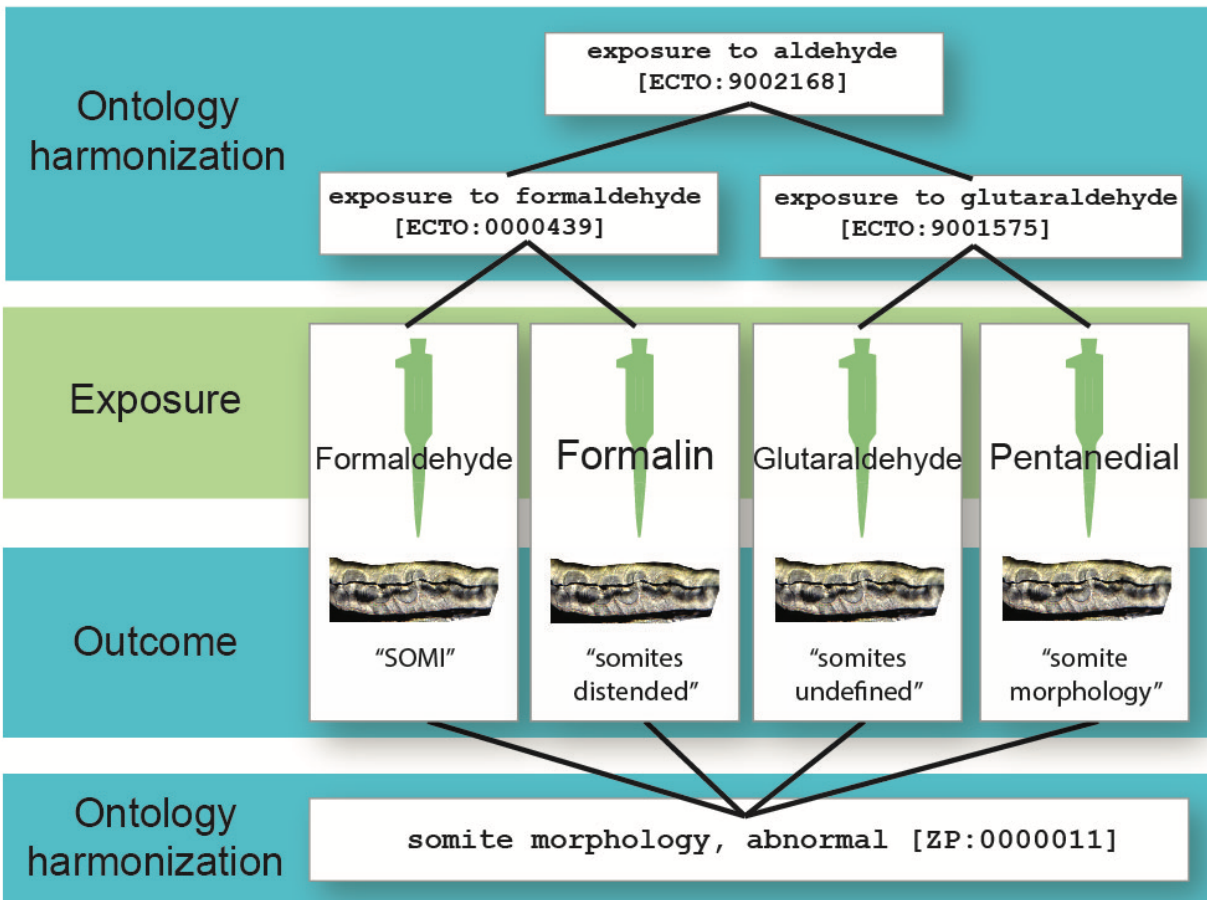 Ontology
harmonization
exposure to aldehyde
[ECTO:9002168]
exposure to formaldehyde
[ECTO:0000439]
exposure to glutaraldehyde
[ECTO:9001575]
Exposure
Formaldehyde
Formalin
Glutaraldehyde
Pentanedial
Outcome
“SOMI”
“somites
distended”
“somites
undefined”
“somite
morphology”
Ontology
harmonization
somite morphology, abnormal [ZP:0000011]